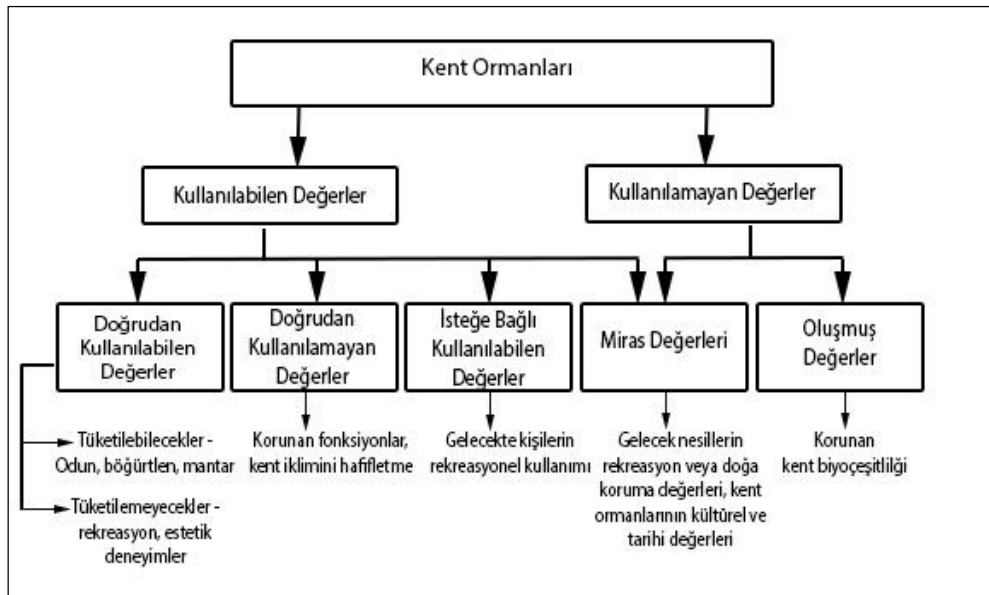 Kent Ormanları
Kullanılabilen Değerler
Kullanılamayan Değerler
Doğrudan
Kullanılabilen
Değerler
Doğrudan
Kullanılamayan
Değerler
İsteğe Bağlı
Kullanılabilen
Değerler
Miras Değerleri
Oluşmuş
Değerler
Tüketilebilecekler -
Odun, böğürtlen, mantar
Tüketilemeyecekler -
rekreasyon, estetik
deneyimler
Korunan fonksiyonlar,
kent iklimini hafifletme
Gelecekte kişilerin
rekreasyonel kullanımı
Gelecek nesillerin
rekreasyon veya doğa
koruma değerleri, kent
ormanlarının kültürel ve
tarihi değerleri
Korunan
kent biyoçeşitlilği